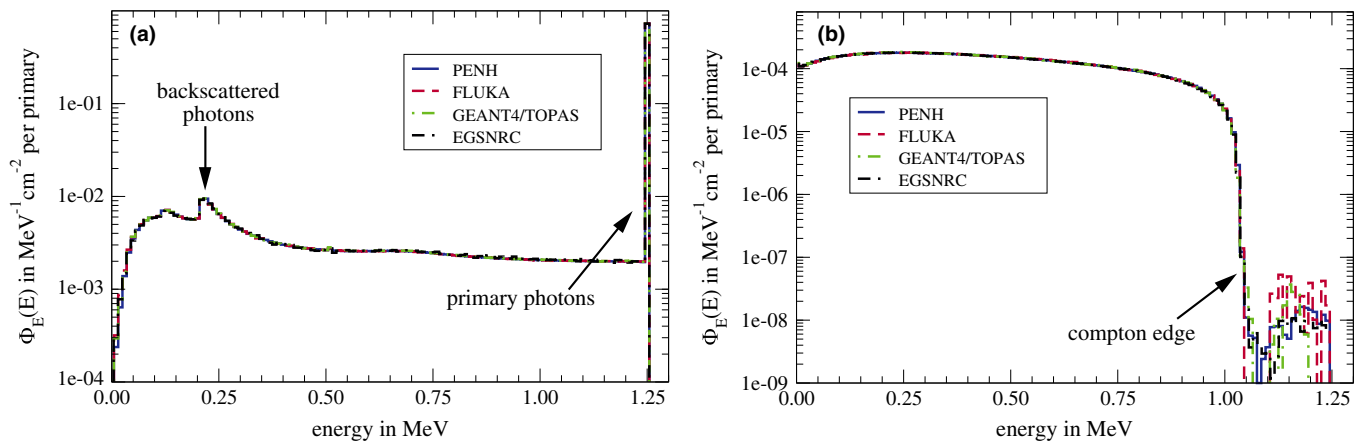 (a)
Φ_E(E) in MeV⁻¹ cm⁻² per primary
1e-01
1e-02
1e-03
1e-04
backscattered
photons
PENH
FLUKA
GEANT4/TOPAS
EGSNRC
primary photons
0.00 0.25 0.50 0.75 1.00 1.25
energy in MeV
(b)
Φ_E(E) in MeV⁻¹ cm⁻² per primary
1e-04
1e-05
1e-06
1e-07
1e-08
1e-09
PENH
FLUKA
GEANT4/TOPAS
EGSNRC
compton edge
0.00 0.25 0.50 0.75 1.00 1.25
energy in MeV